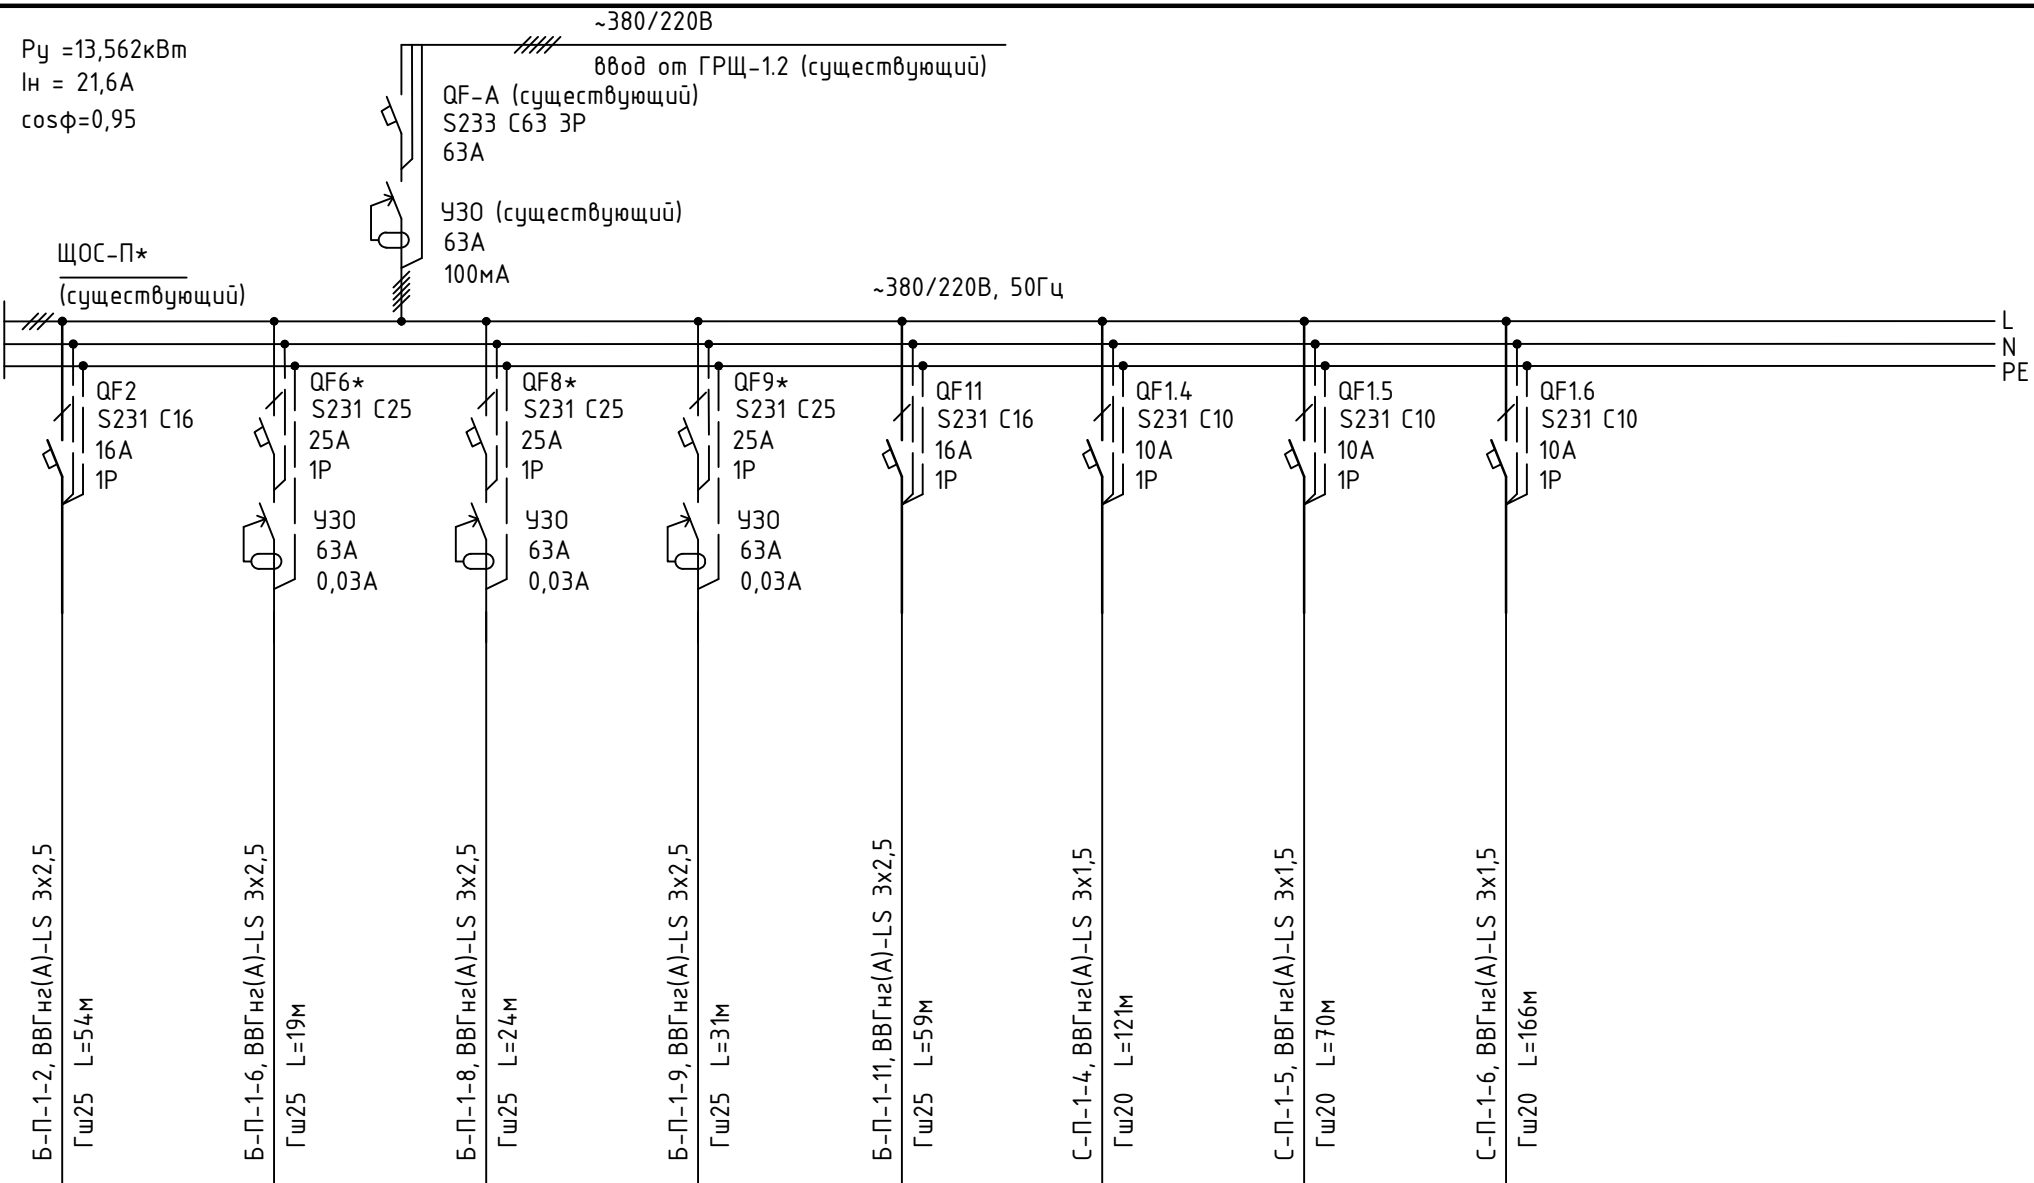 ~380/220В
Ру =13,562кВт
Iн = 21,6А
cosφ=0,95
ввод от ГРЩ-1.2 (существующий)
QF-A (существующий)
S233 C63 3P
63А
УЗО (существующий)
63А
100мА
ЩОС-П*
(существующий)
~380/220В, 50Гц
L
N
PE
QF2
S231 C16
16А
1P
QF6*
S231 C25
25А
1P
УЗО
63А
0,03А
QF8*
S231 C25
25А
1P
УЗО
63А
0,03А
QF9*
S231 C25
25А
1P
УЗО
63А
0,03А
QF11
S231 C16
16А
1P
QF1.4
S231 C10
10А
1P
QF1.5
S231 C10
10А
1P
QF1.6
S231 C10
10А
1P
Б-П-1-2, ВВГнг(А)-LS 3х2,5
Гш25 L=54м
Б-П-1-6, ВВГнг(А)-LS 3х2,5
Гш25 L=19м
Б-П-1-8, ВВГнг(А)-LS 3х2,5
Гш25 L=24м
Б-П-1-9, ВВГнг(А)-LS 3х2,5
Гш25 L=31м
Б-П-1-11, ВВГнг(А)-LS 3х2,5
Гш25 L=59м
С-П-1-4, ВВГнг(А)-LS 3х1,5
Гш20 L=121м
С-П-1-5, ВВГнг(А)-LS 3х1,5
Гш20 L=70м
С-П-1-6, ВВГнг(А)-LS 3х1,5
Гш20 L=166м